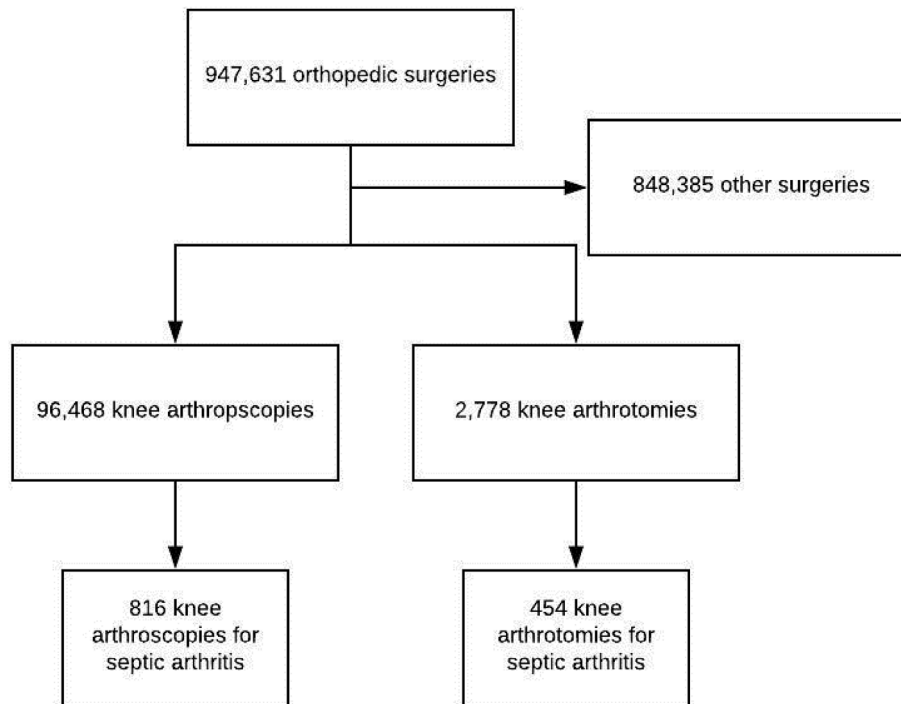 947,631 orthopedic surgeries
848,385 other surgeries
96,468 knee arthropscopies
2,778 knee arthrotomies
816 knee
arthroscopies for
septic arthritis
454 knee
arthrotomies for
septic arthritis